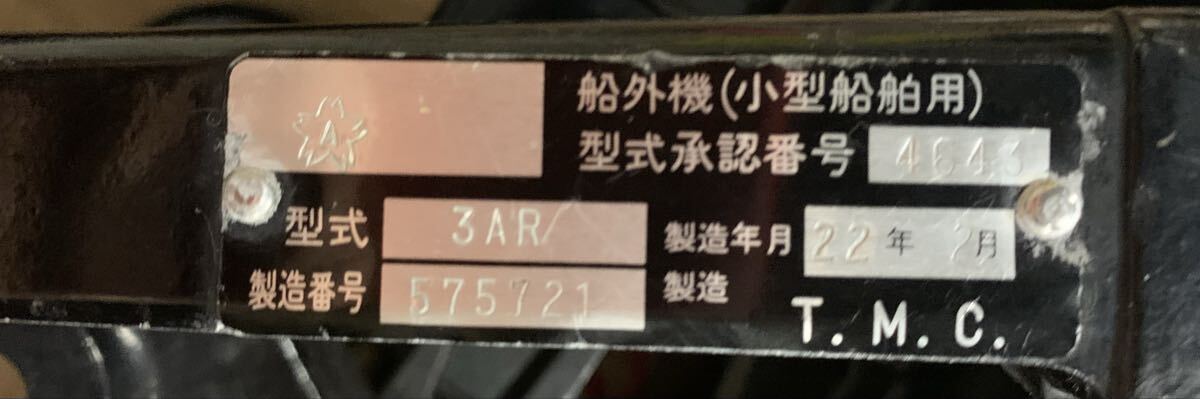 船外機(小型船舶用)
型式承認番号 4643
型式 3AR
製造年月 22年 2月
製造番号 575721
製造
T.M.C.